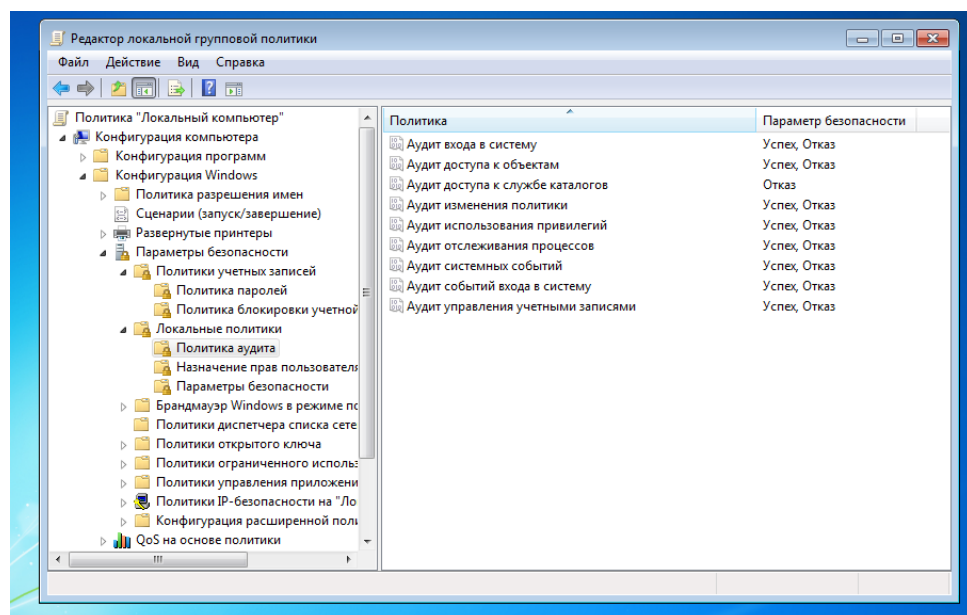 Редактор локальной групповой политики
Файл Действие Вид Справка
Политика "Локальный компьютер"
Конфигурация компьютера
Конфигурация программ
Конфигурация Windows
Политика разрешения имен
Сценарии (запуск/завершение)
Развернутые принтеры
Параметры безопасности
Политики учетных записей
Политика паролей
Политика блокировки учетной
Локальные политики
Политика аудита
Назначение прав пользователя
Параметры безопасности
Брандмауэр Windows в режиме по
Политики диспетчера списка сете
Политики открытого ключа
Политики ограниченного использ
Политики управления приложени
Политики IP-безопасности на "Ло
Конфигурация расширенной поли
QoS на основе политики
Политика Параметр безопасности
Аудит входа в систему Успех, Отказ
Аудит доступа к объектам Успех, Отказ
Аудит доступа к службе каталогов Отказ
Аудит изменения политики Успех, Отказ
Аудит использования привилегий Успех, Отказ
Аудит отслеживания процессов Успех, Отказ
Аудит системных событий Успех, Отказ
Аудит событий входа в систему Успех, Отказ
Аудит управления учетными записями Успех, Отказ